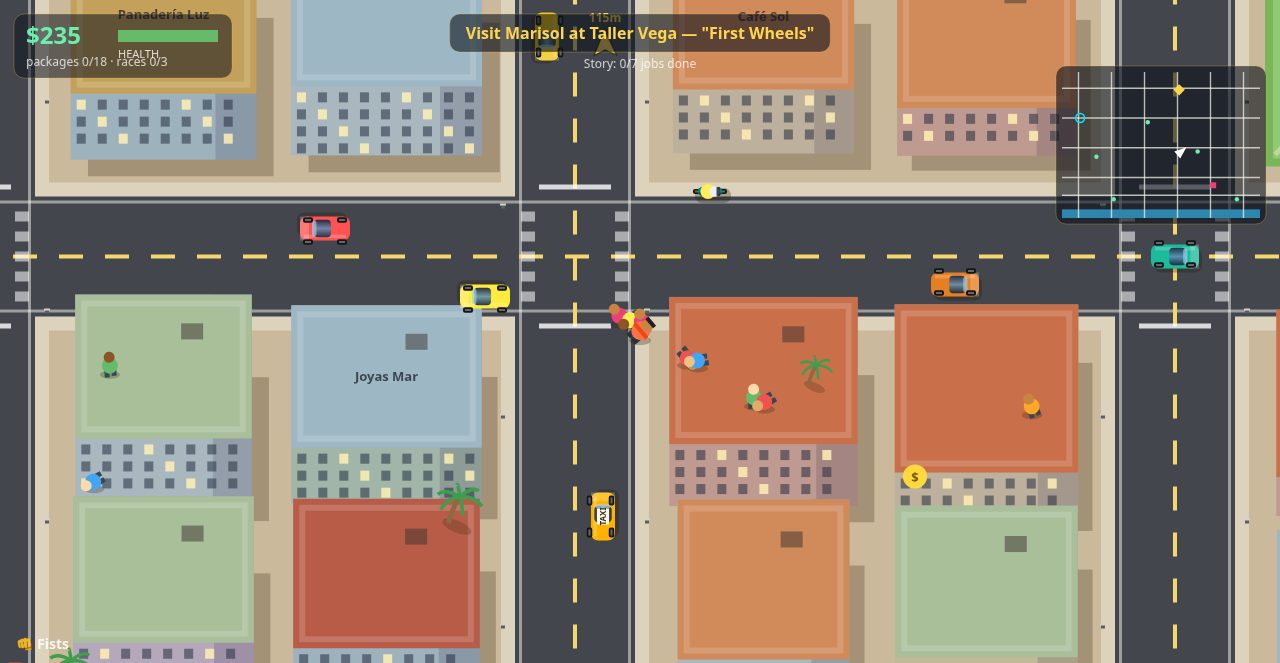 Panadería Luz
$235
HEALTH
packages 0/18 · races 0/3
115m
Visit Marisol at Taller Vega — "First Wheels"
Story: 0/7 jobs done
Café Sol
Joyas Mar
$
TAXI
👊 Fists